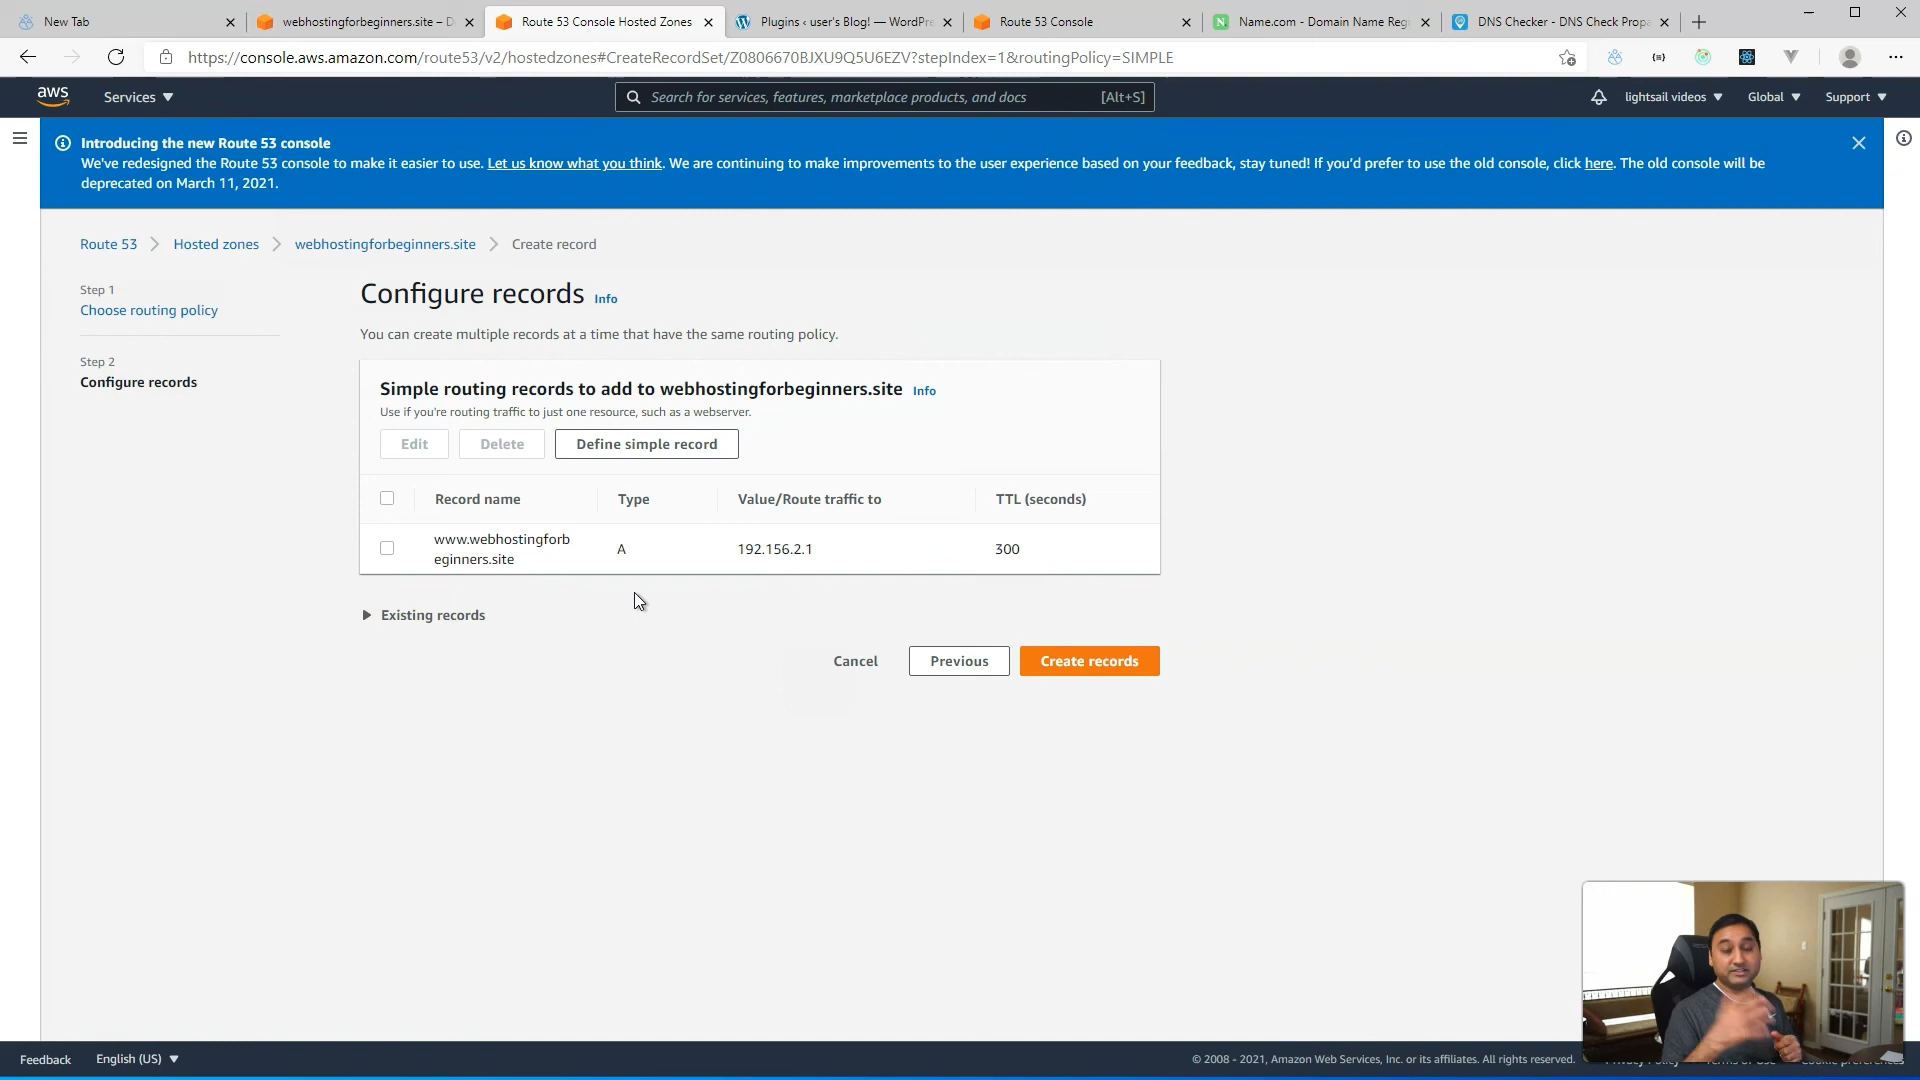 New Tab
webhostingforbeginners.site – D
Route 53 Console Hosted Zones
Plugins ‹ user's Blog! — WordPre
Route 53 Console
Name.com - Domain Name Reg
DNS Checker - DNS Check Propa
https://console.aws.amazon.com/route53/v2/hostedzones#CreateRecordSet/Z0806670BJXU9Q5U6EZV?stepIndex=1&routingPolicy=SIMPLE
aws
Services
Search for services, features, marketplace products, and docs
[Alt+S]
lightsail videos
Global
Support
Introducing the new Route 53 console
We've redesigned the Route 53 console to make it easier to use. Let us know what you think. We are continuing to make improvements to the user experience based on your feedback, stay tuned! If you'd prefer to use the old console, click here. The old console will be
deprecated on March 11, 2021.
Route 53
Hosted zones
webhostingforbeginners.site
Create record
Step 1
Choose routing policy
Step 2
Configure records
Configure records Info
You can create multiple records at a time that have the same routing policy.
Simple routing records to add to webhostingforbeginners.site Info
Use if you're routing traffic to just one resource, such as a webserver.
Edit
Delete
Define simple record
Record name
Type
Value/Route traffic to
TTL (seconds)
www.webhostingforb
eginners.site
A
192.156.2.1
300
Existing records
Cancel
Previous
Create records
Feedback
English (US)
© 2008 - 2021, Amazon Web Services, Inc. or its affiliates. All rights reserved.